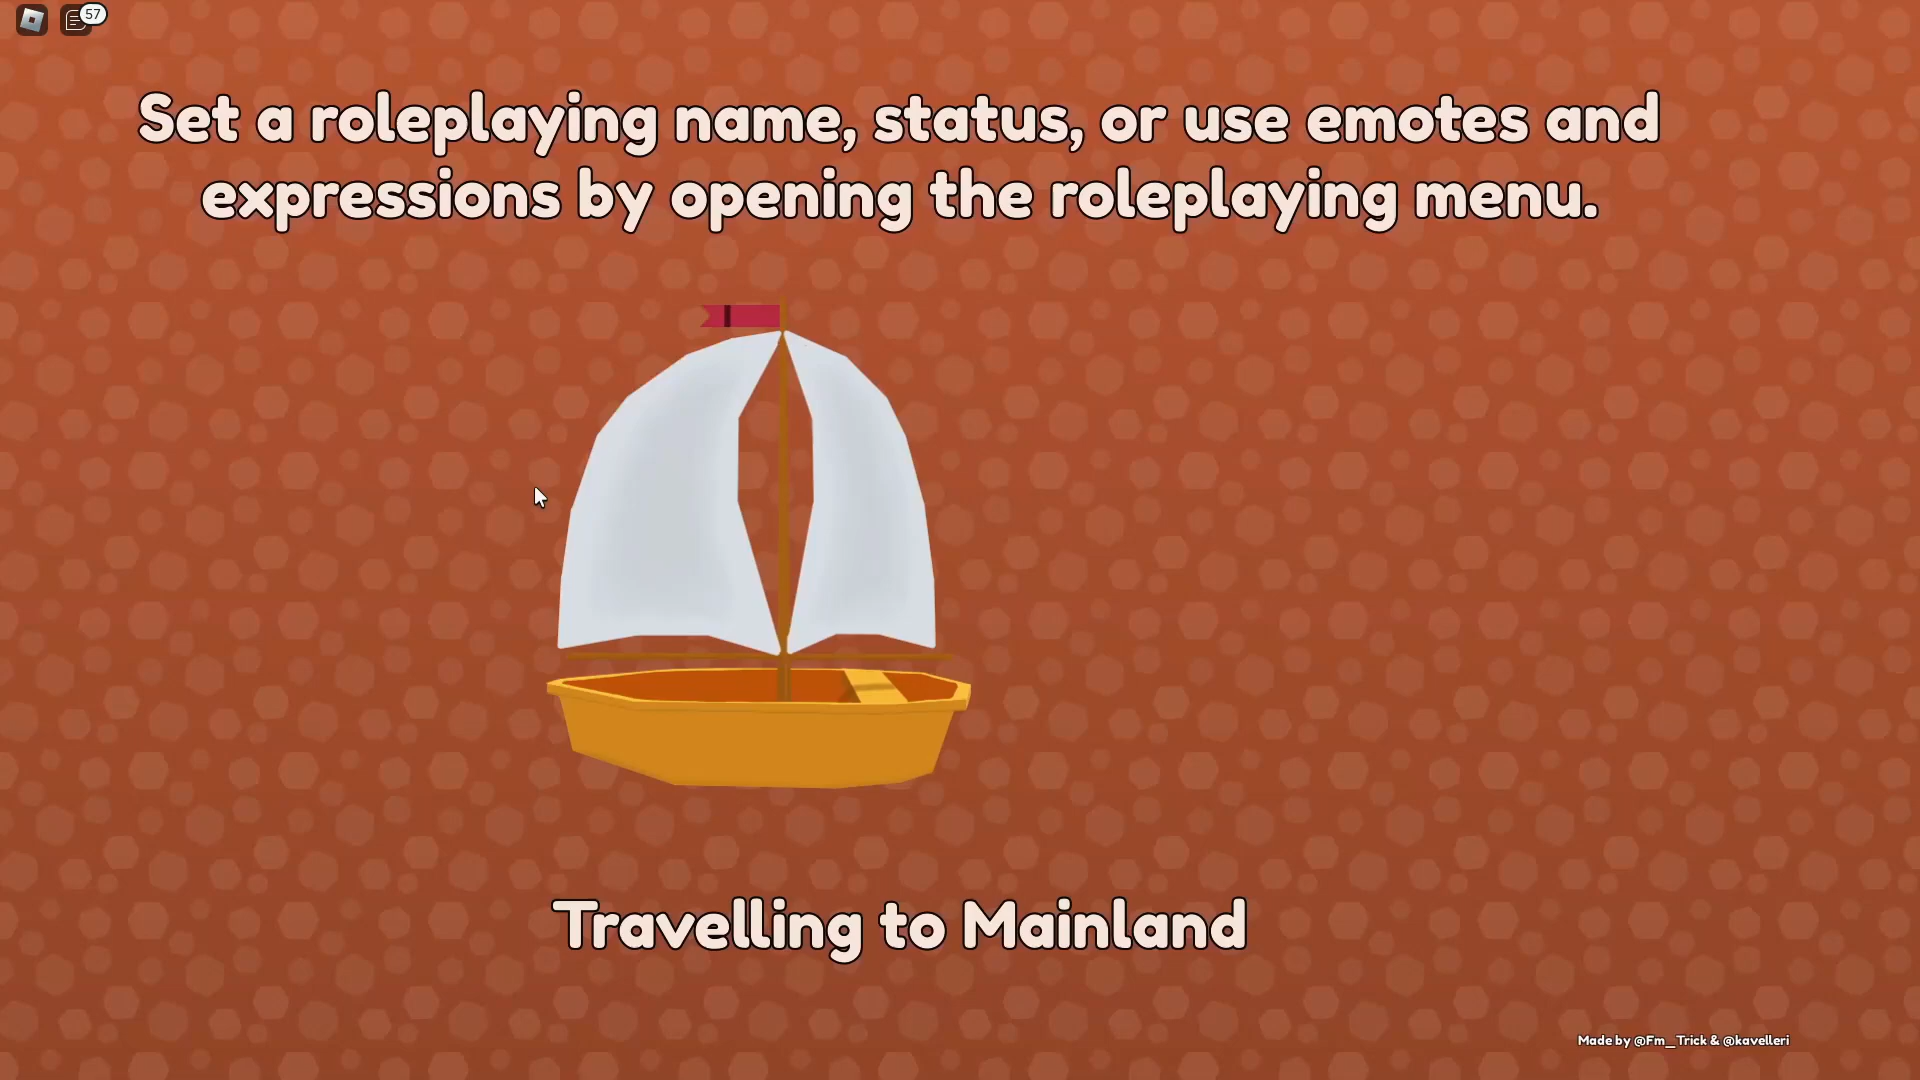 57
Set a roleplaying name, status, or use emotes and
expressions by opening the roleplaying menu.
Travelling to Mainland
Made by @Fm_Trick & @kavelleri